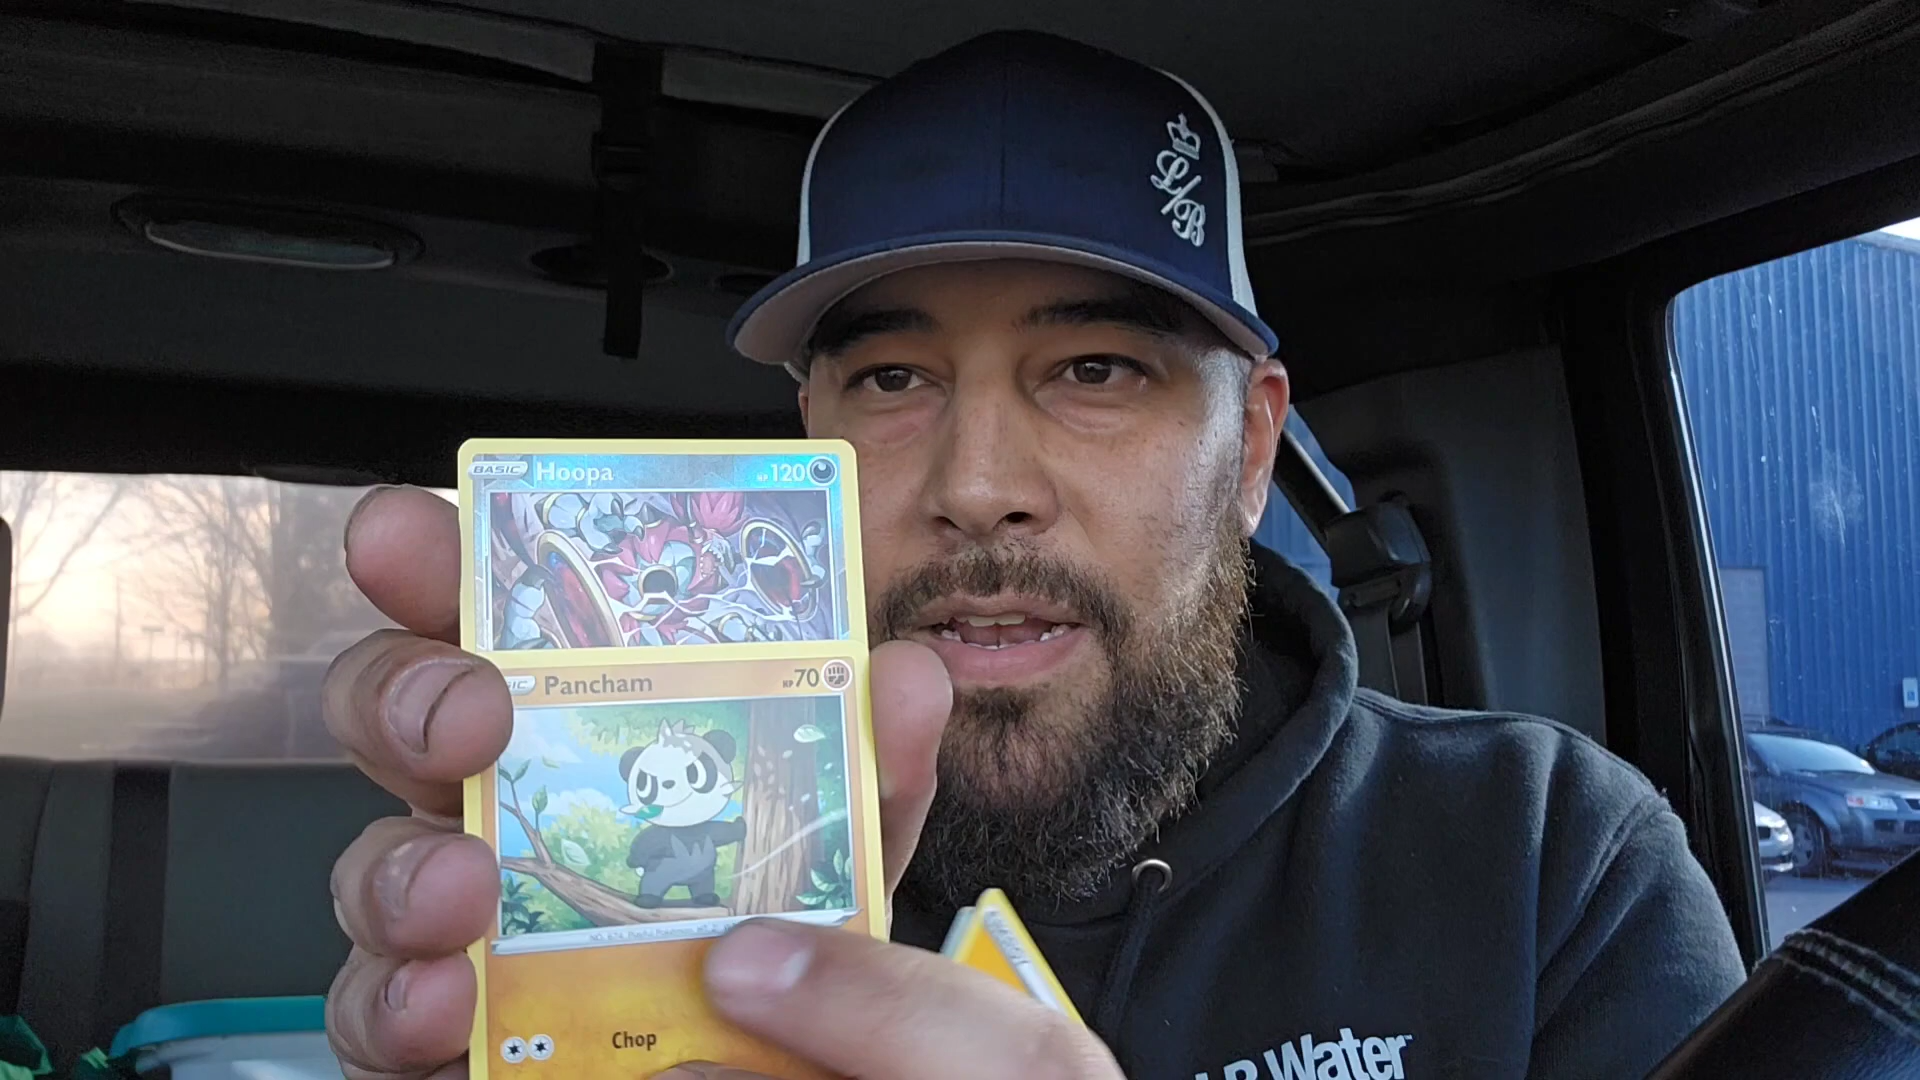 L/B
BASIC Hoopa HP 120
Pancham HP 70
Chop
Water